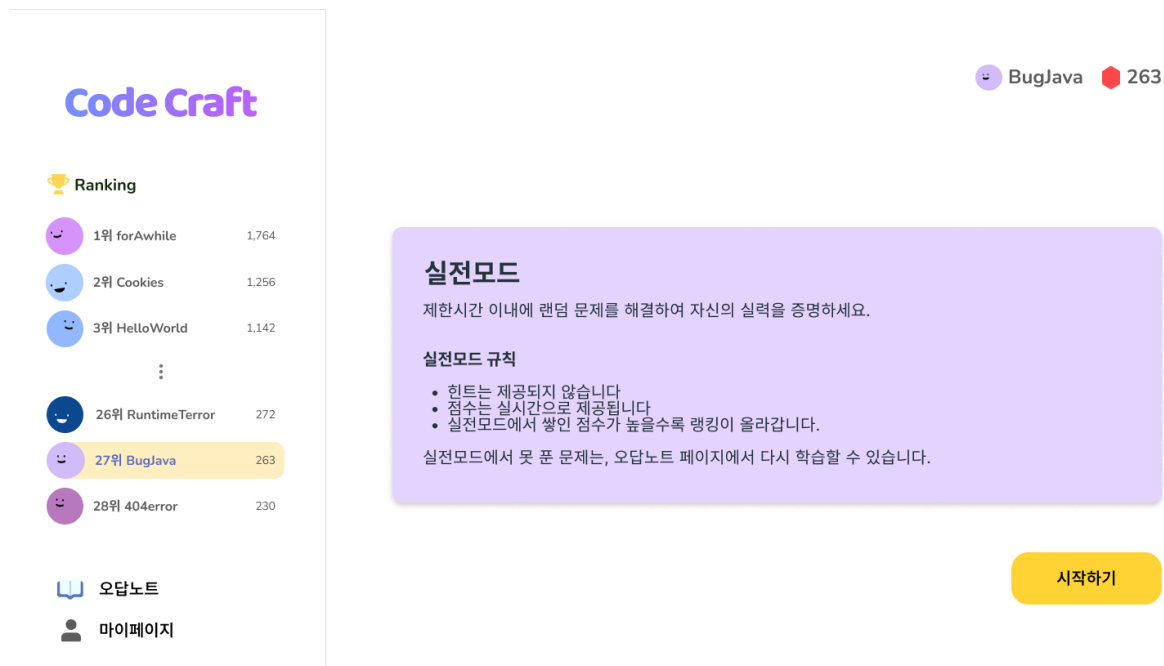 Code Craft
BugJava 263
Ranking
1위 forAwhile 1,764
2위 Cookies 1,256
3위 HelloWorld 1,142
26위 RuntimeTerror 272
27위 BugJava 263
28위 404error 230
오답노트
마이페이지
실전모드
제한시간 이내에 랜덤 문제를 해결하여 자신의 실력을 증명하세요.
실전모드 규칙
• 힌트는 제공되지 않습니다
• 점수는 실시간으로 제공됩니다
• 실전모드에서 쌓인 점수가 높을수록 랭킹이 올라갑니다.
실전모드에서 못 푼 문제는, 오답노트 페이지에서 다시 학습할 수 있습니다.
시작하기